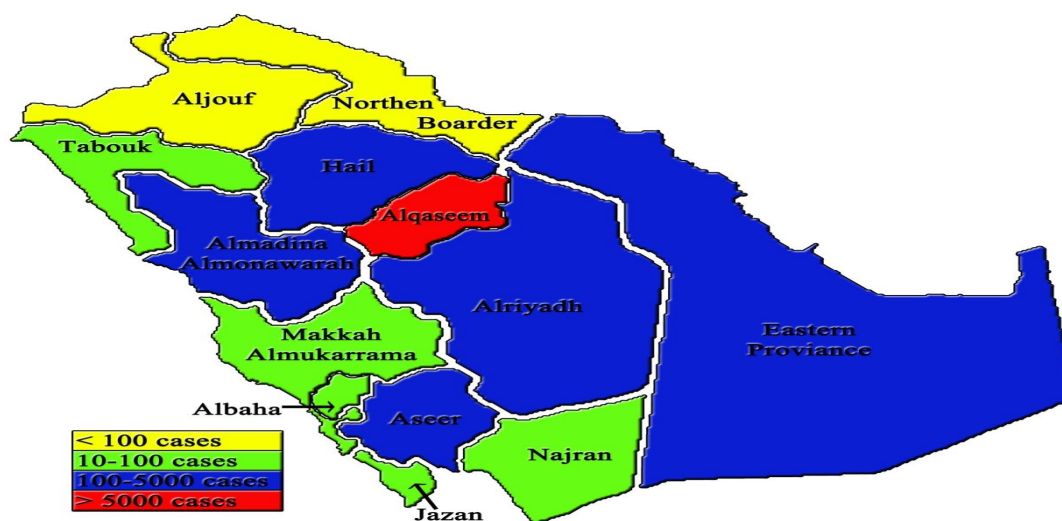 Aljouf
Northen
Boarder
Tabouk
Hail
Alqaseem
Almadina
Almonawarah
Alriyadh
Eastern
Proviance
Makkah
Almukarrama
Albaha
Aseer
Najran
Jazan
< 100 cases
10-100 cases
100-5000 cases
> 5000 cases